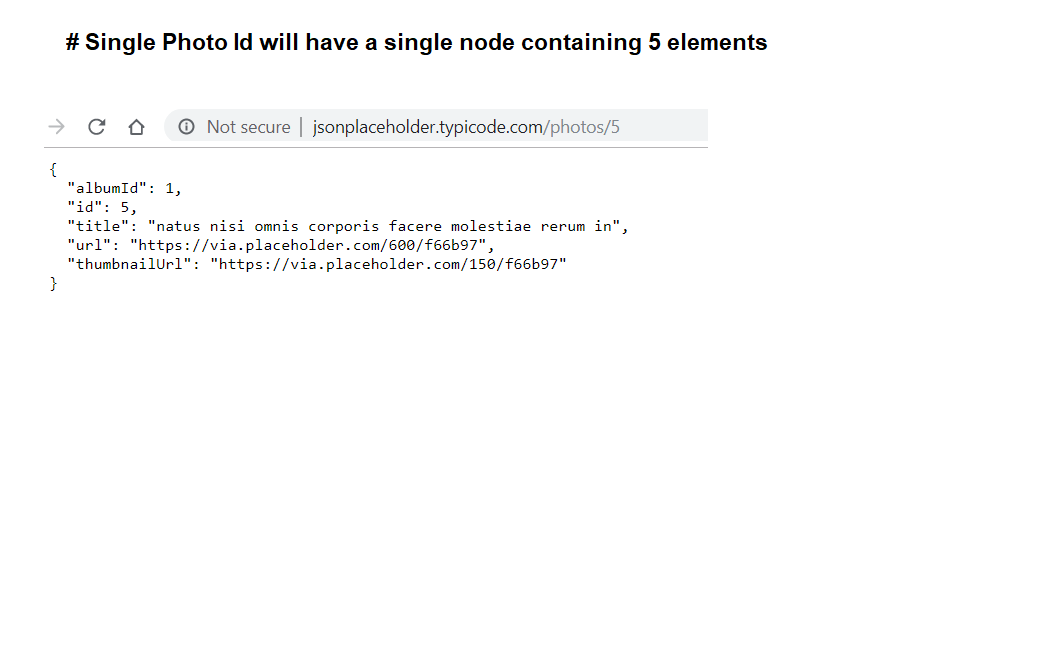 # Single Photo Id will have a single node containing 5 elements
Not secure | jsonplaceholder.typicode.com/photos/5
{
  "albumId": 1,
  "id": 5,
  "title": "natus nisi omnis corporis facere molestiae rerum in",
  "url": "https://via.placeholder.com/600/f66b97",
  "thumbnailUrl": "https://via.placeholder.com/150/f66b97"
}